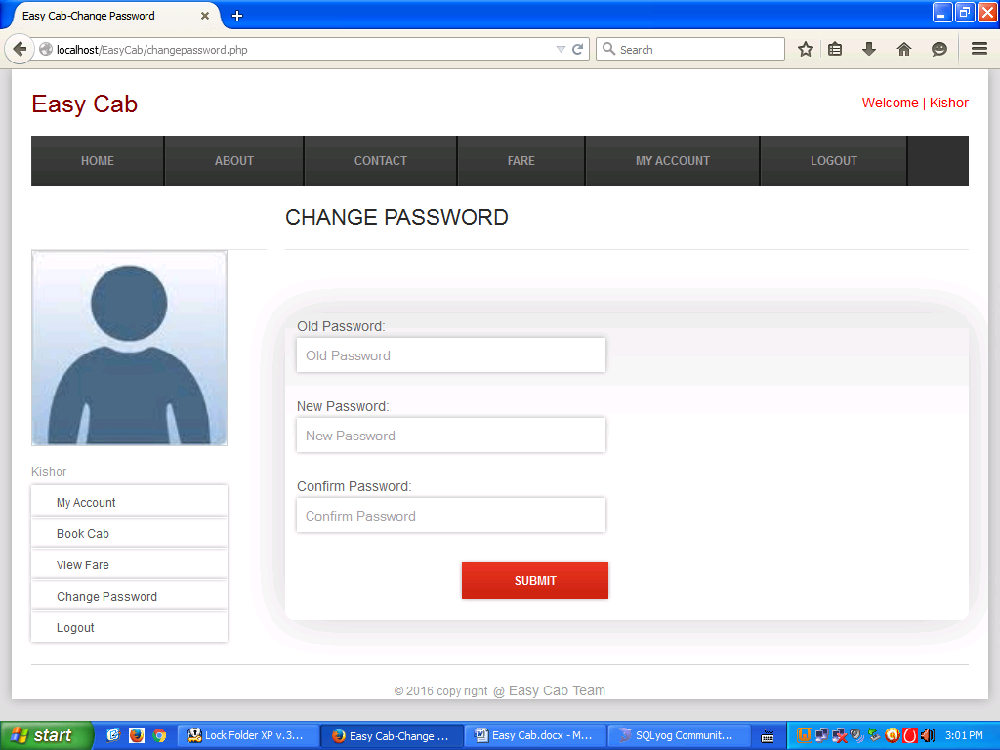 Easy Cab-Change Password
localhost/EasyCab/changepassword.php
Search
Easy Cab
Welcome | Kishor
HOME ABOUT CONTACT FARE MY ACCOUNT LOGOUT
CHANGE PASSWORD
Old Password:
Old Password
New Password:
New Password
Confirm Password:
Confirm Password
SUBMIT
Kishor
My Account
Book Cab
View Fare
Change Password
Logout
© 2016 copy right @ Easy Cab Team
start Lock Folder XP v.3... Easy Cab-Change ... Easy Cab.docx - M... SQLyog Communit... 3:01 PM